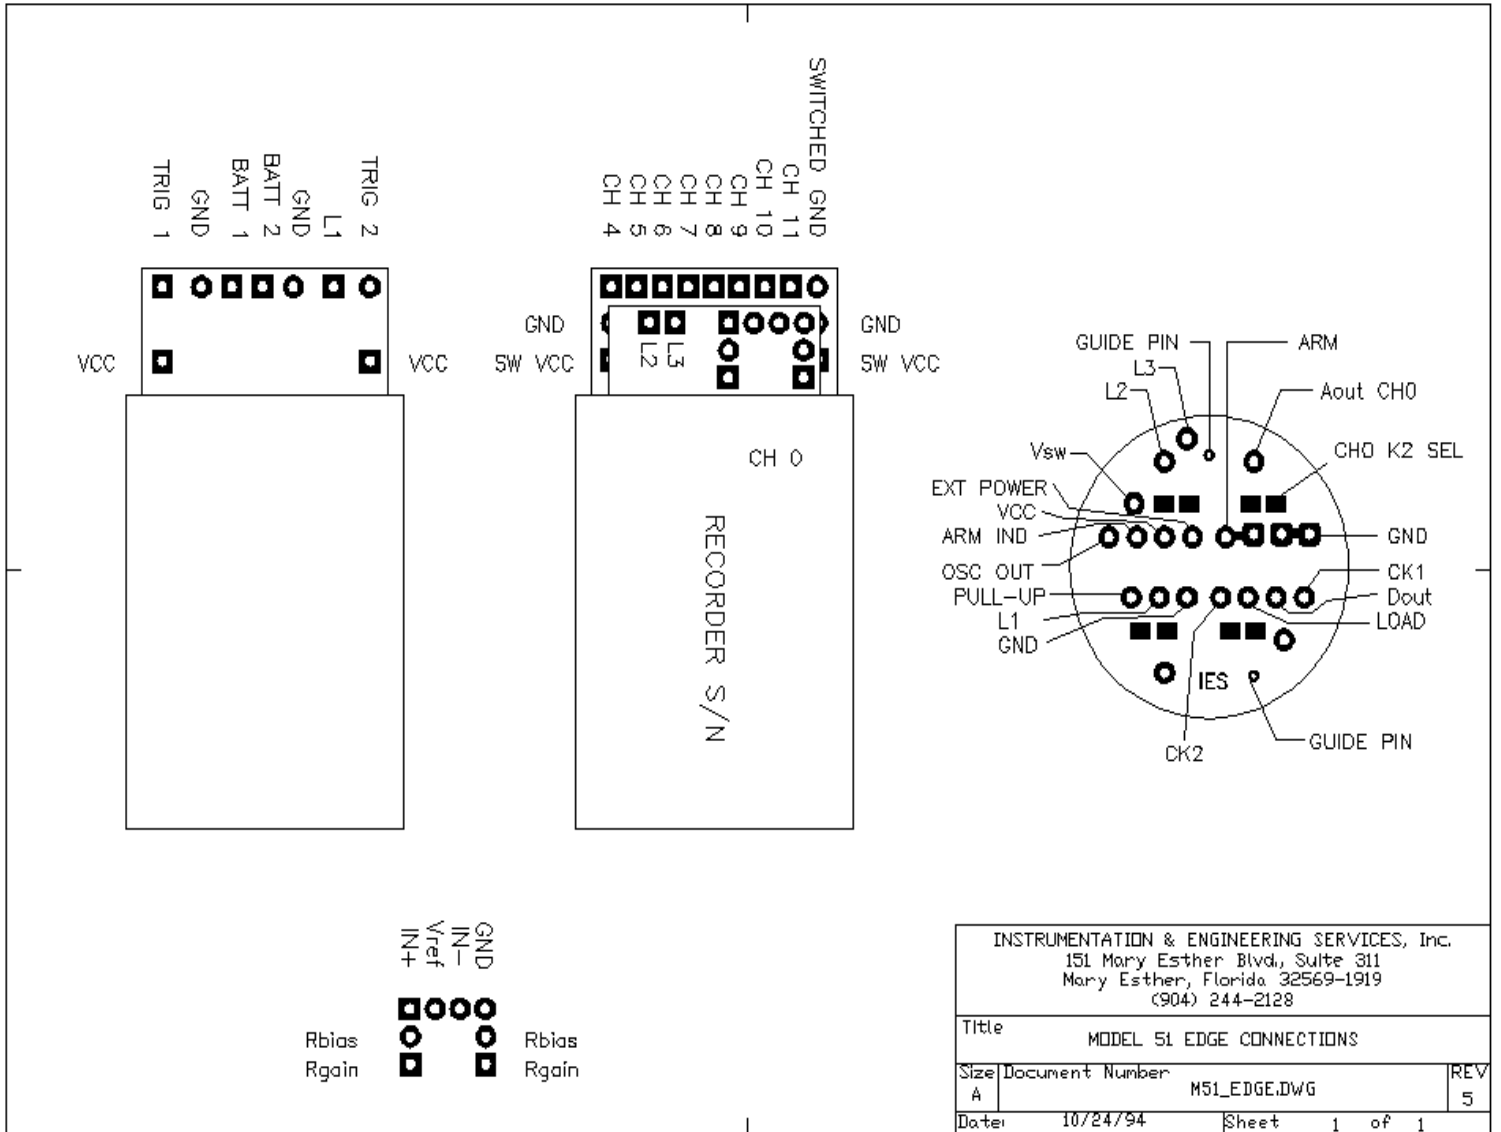 TRIG 1
GND
BATT 1
BATT 2
GND
L1
TRIG 2
VCC
VCC
CH 4
CH 5
CH 6
CH 7
CH 8
CH 9
CH 10
CH 11
SWITCHED GND
GND
GND
SW VCC
L2
L3
SW VCC
CH 0
RECORDER S/N
GUIDE PIN
ARM
L3
L2
Aout CH0
Vsw
CH0 K2 SEL
EXT POWER
VCC
ARM IND
GND
OSC OUT
CK1
PULL-UP
Dout
L1
LOAD
GND
IES
CK2
GUIDE PIN
IN+
Vref
IN-
GND
Rbias
Rbias
Rgain
Rgain
INSTRUMENTATION & ENGINEERING SERVICES, Inc.
151 Mary Esther Blvd., Suite 311
Mary Esther, Florida 32569-1919
(904) 244-2128
Title
MODEL 51 EDGE CONNECTIONS
Size Document Number REV
A M51_EDGE.DWG 5
Date: 10/24/94 Sheet 1 of 1